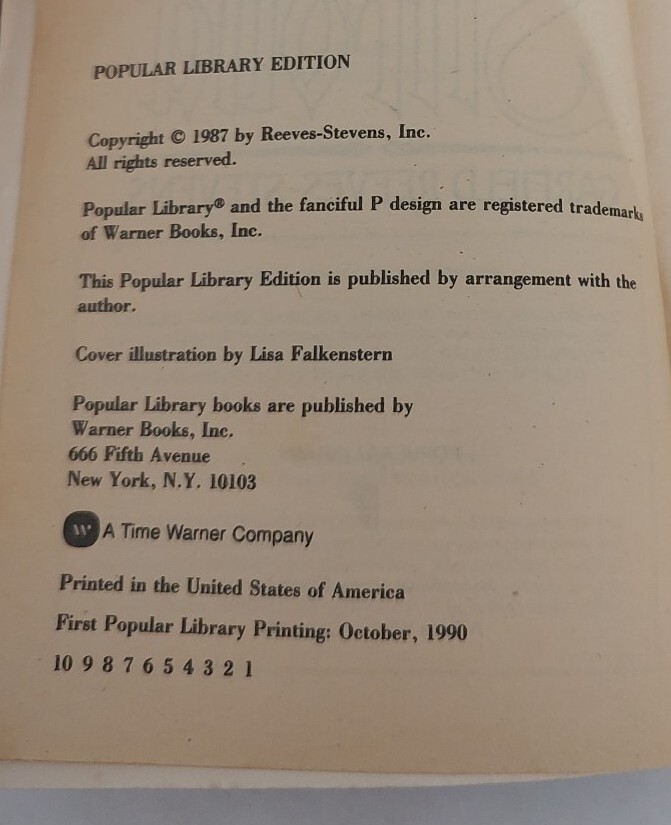 POPULAR LIBRARY EDITION
Copyright © 1987 by Reeves-Stevens, Inc.
All rights reserved.
Popular Library® and the fanciful P design are registered trademarks
of Warner Books, Inc.
This Popular Library Edition is published by arrangement with the
author.
Cover illustration by Lisa Falkenstern
Popular Library books are published by
Warner Books, Inc.
666 Fifth Avenue
New York, N.Y. 10103
W A Time Warner Company
Printed in the United States of America
First Popular Library Printing: October, 1990
10 9 8 7 6 5 4 3 2 1